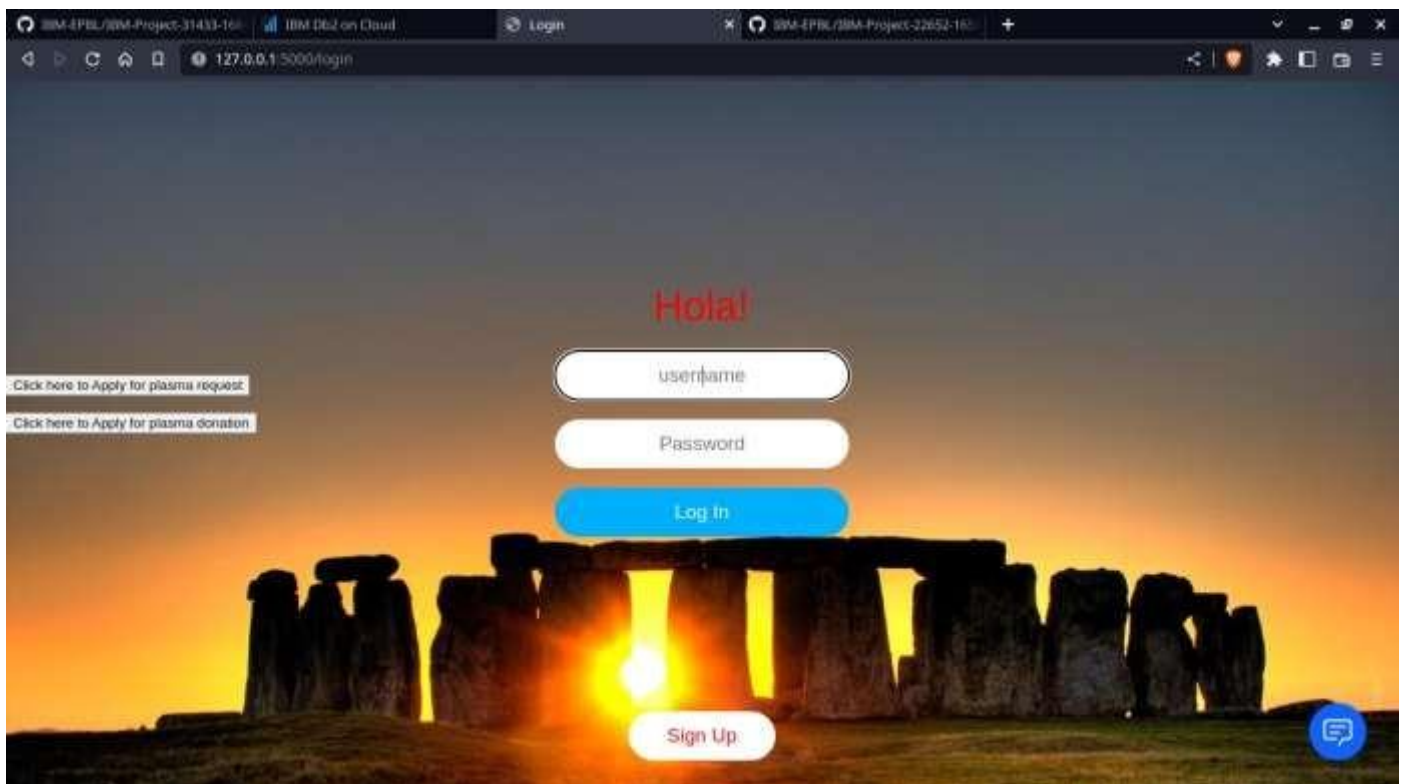 IBM-EPBL/IBM-Project-31433-16
IBM Db2 on Cloud
Login
IBM-EPBL/IBM-Project-22652-16
127.0.0.1:5000/login
Hola!
username
Click here to Apply for plasma request
Click here to Apply for plasma donation
Password
Log In
Sign Up